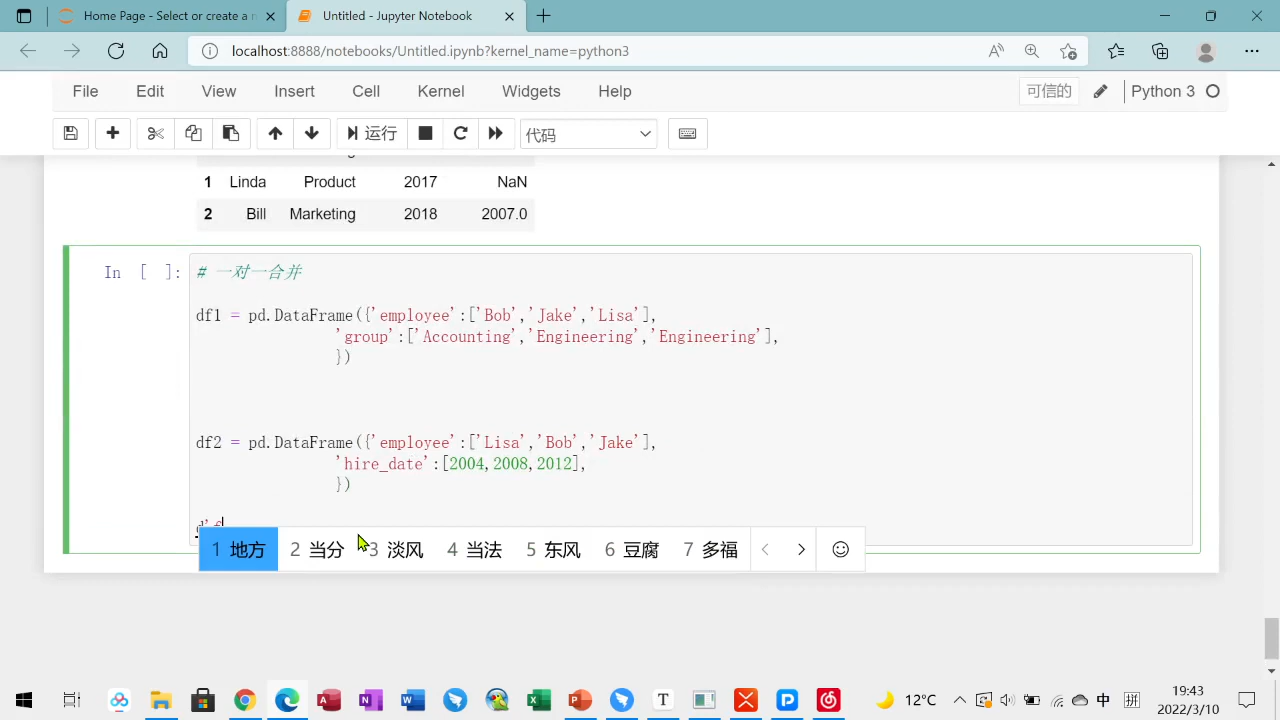 Home Page - Select or create a n
Untitled - Jupyter Notebook
localhost:8888/notebooks/Untitled.ipynb?kernel_name=python3
File Edit View Insert Cell Kernel Widgets Help
可信的 Python 3
运行 代码
1 Linda Product 2017 NaN
2 Bill Marketing 2018 2007.0
In [ ]: # 一对一合并
df1 = pd.DataFrame({'employee':['Bob','Jake','Lisa'],
'group':['Accounting','Engineering','Engineering'],
})
df2 = pd.DataFrame({'employee':['Lisa','Bob','Jake'],
'hire_date':[2004,2008,2012],
})
d'f
1 地方 2 当分 3 淡风 4 当法 5 东风 6 豆腐 7 多福
12°C 中 拼 19:43
2022/3/10